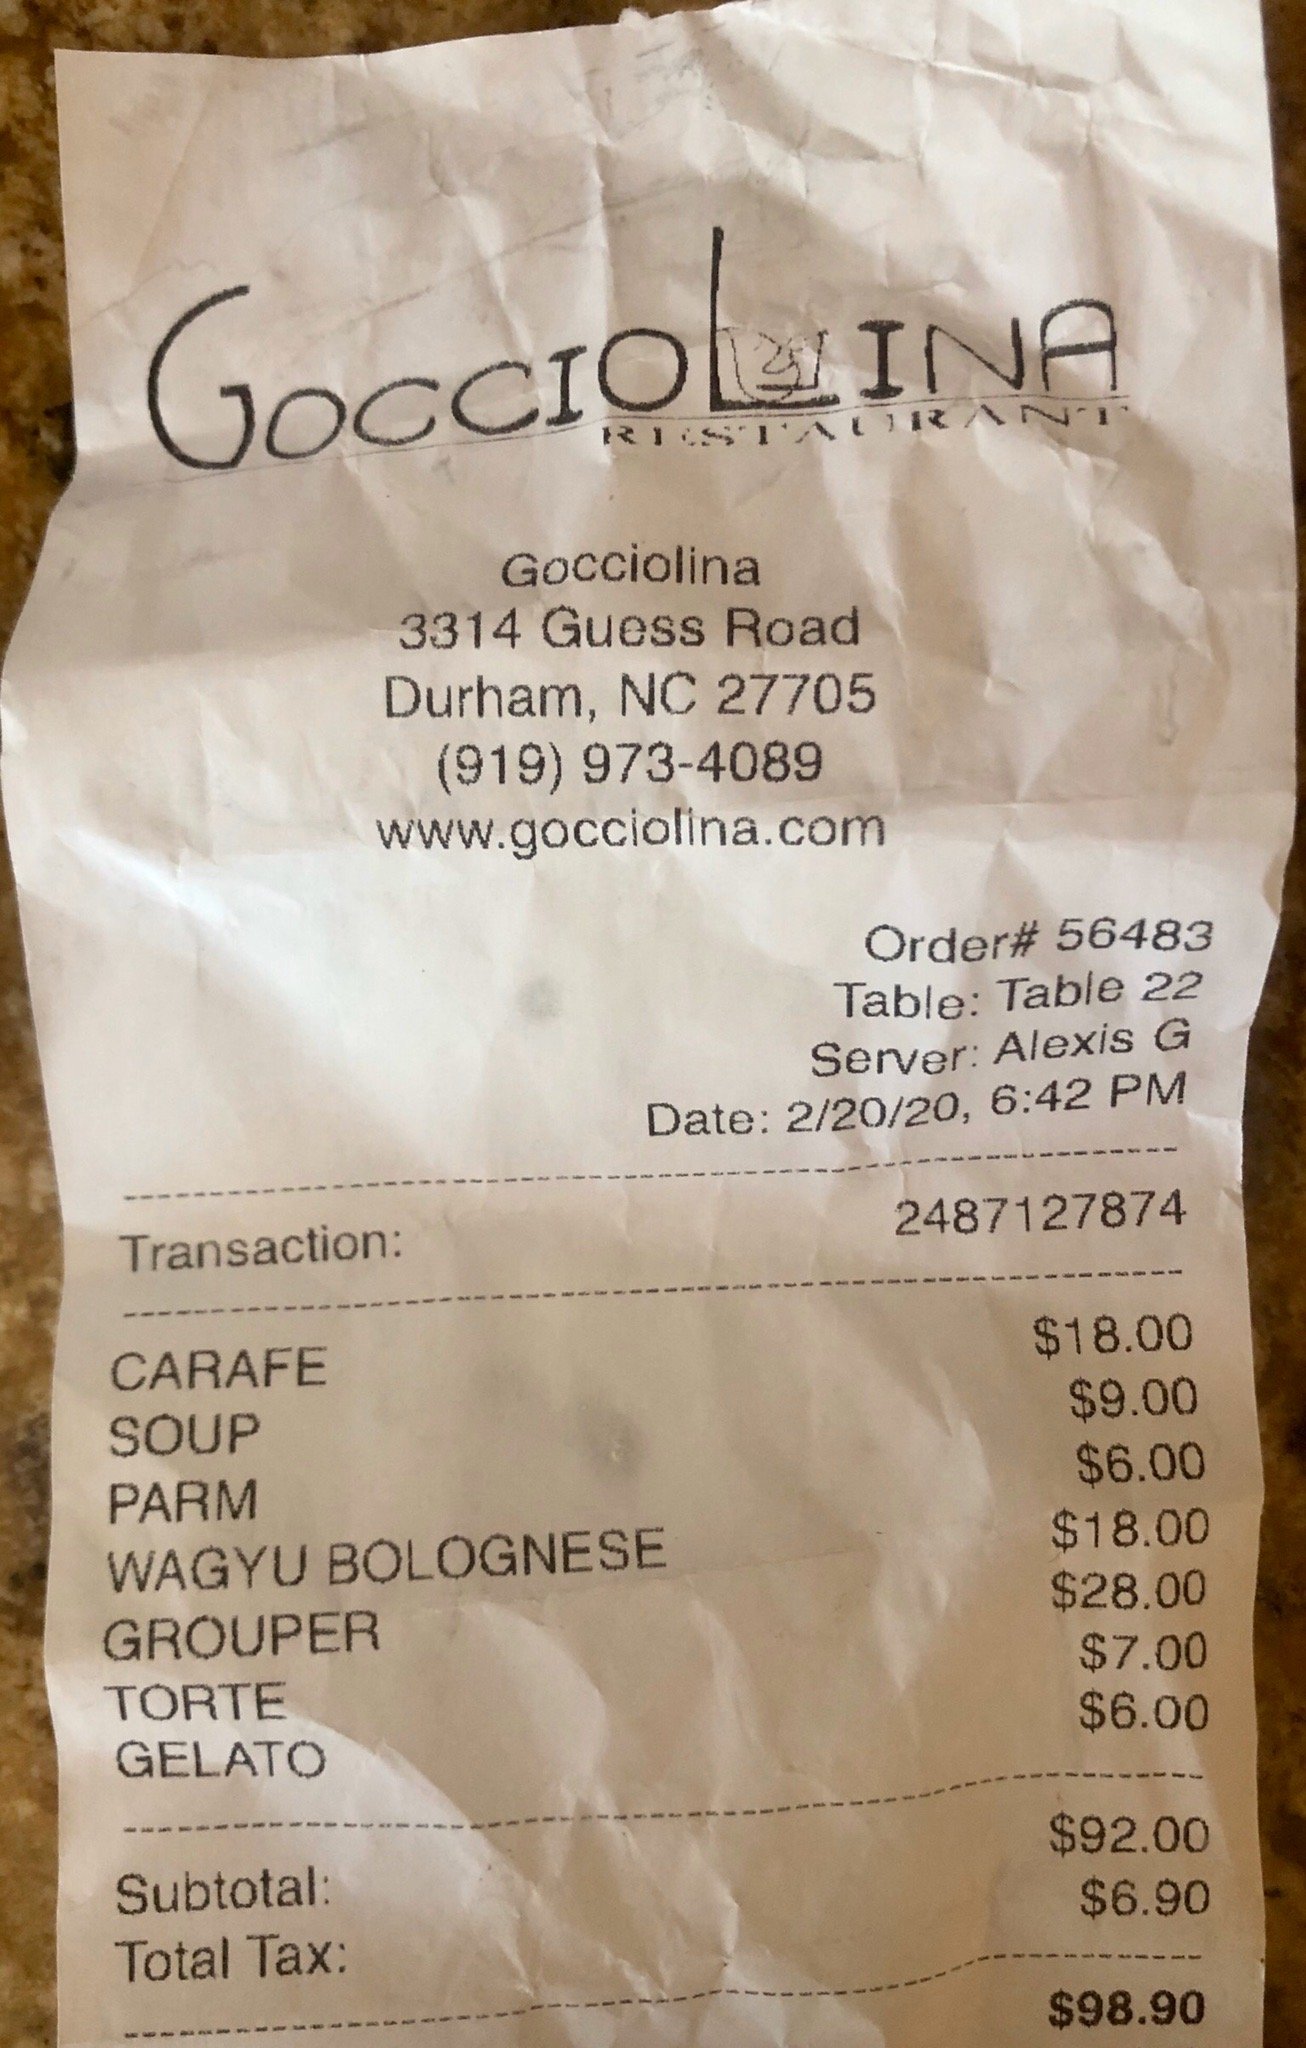 GOCCIOLINA
RESTAURANT
Gocciolina
3314 Guess Road
Durham, NC 27705
(919) 973-4089
www.gocciolina.com
Order# 56483
Table: Table 22
Server: Alexis G
Date: 2/20/20, 6:42 PM
Transaction: 2487127874
CARAFE $18.00
SOUP $9.00
PARM $6.00
WAGYU BOLOGNESE $18.00
GROUPER $28.00
TORTE $7.00
GELATO $6.00
Subtotal: $92.00
Total Tax: $6.90
$98.90